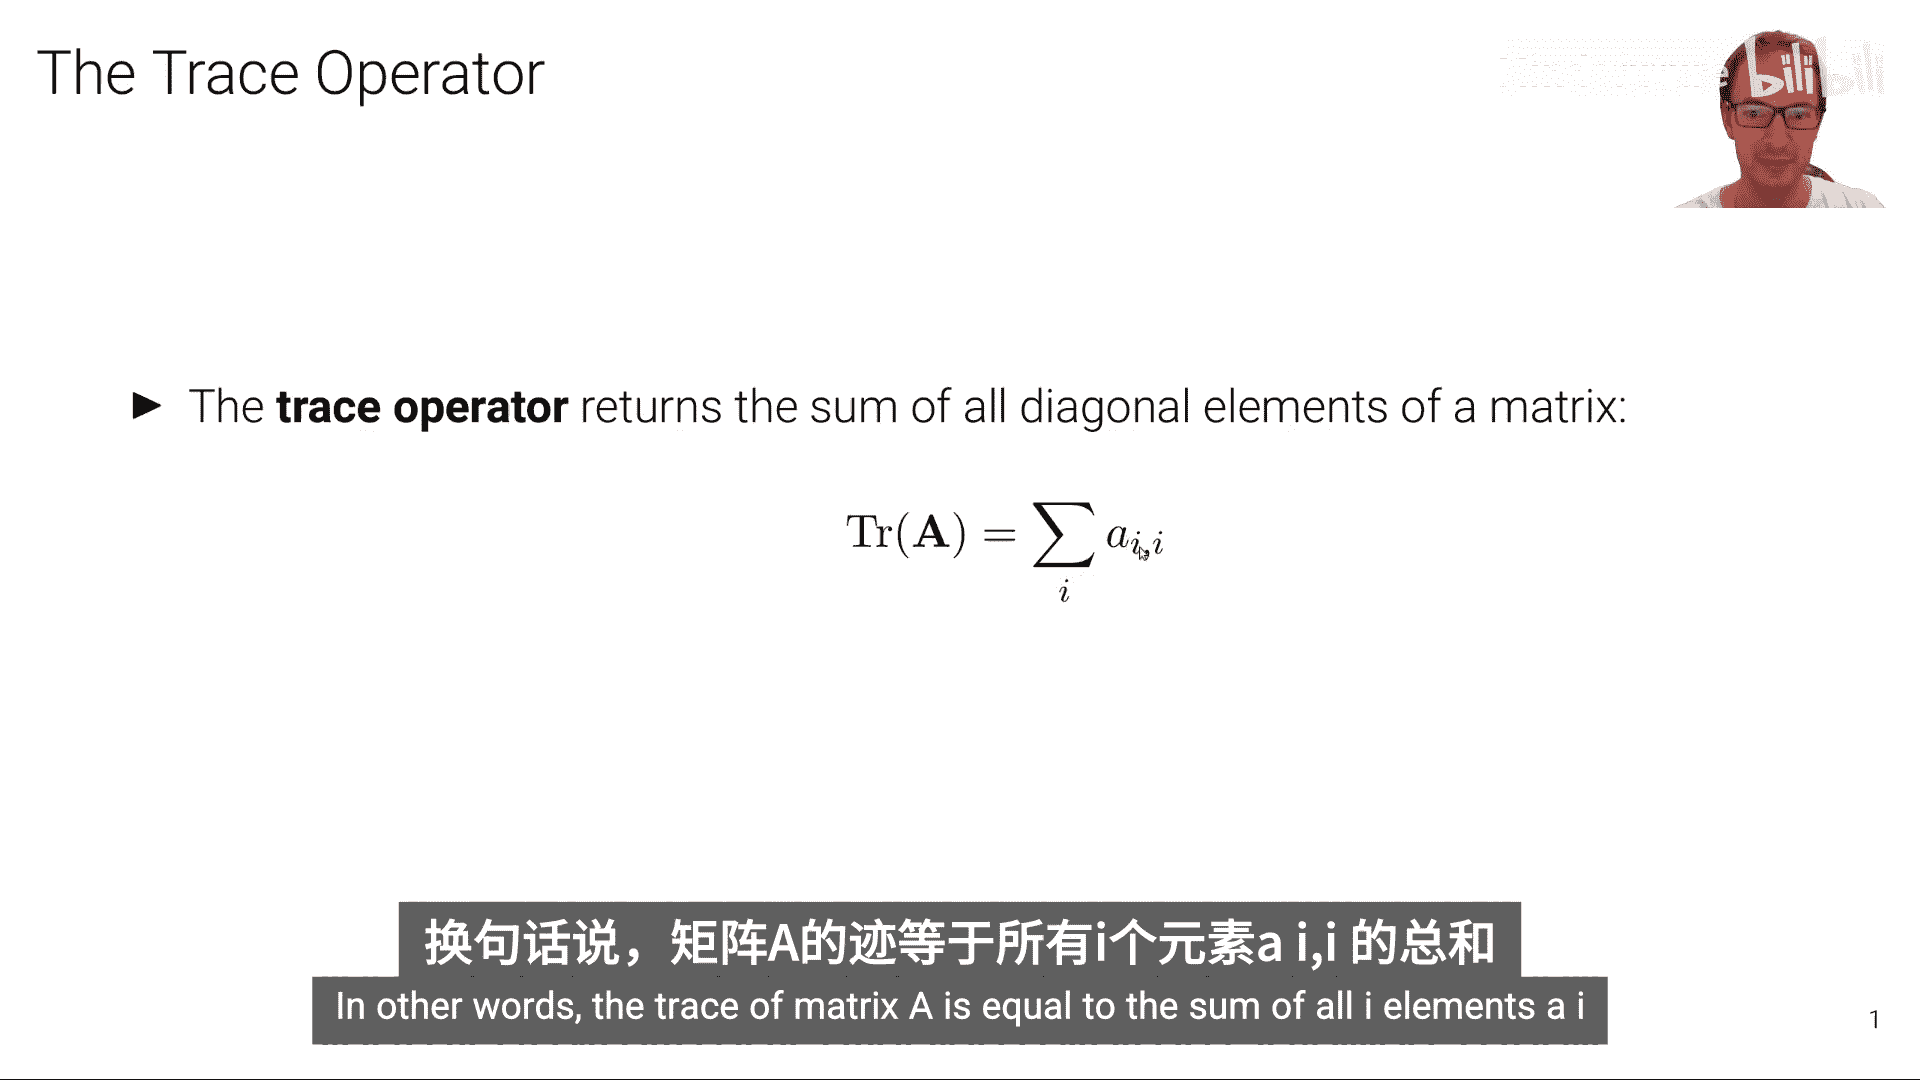 The Trace Operator
bili
bili
► The trace operator returns the sum of all diagonal elements of a matrix:
Tr(A) = ∑ a_{i,i}
i
换句话说，矩阵A的迹等于所有i个元素a i,i 的总和
In other words, the trace of matrix A is equal to the sum of all i elements a i
1